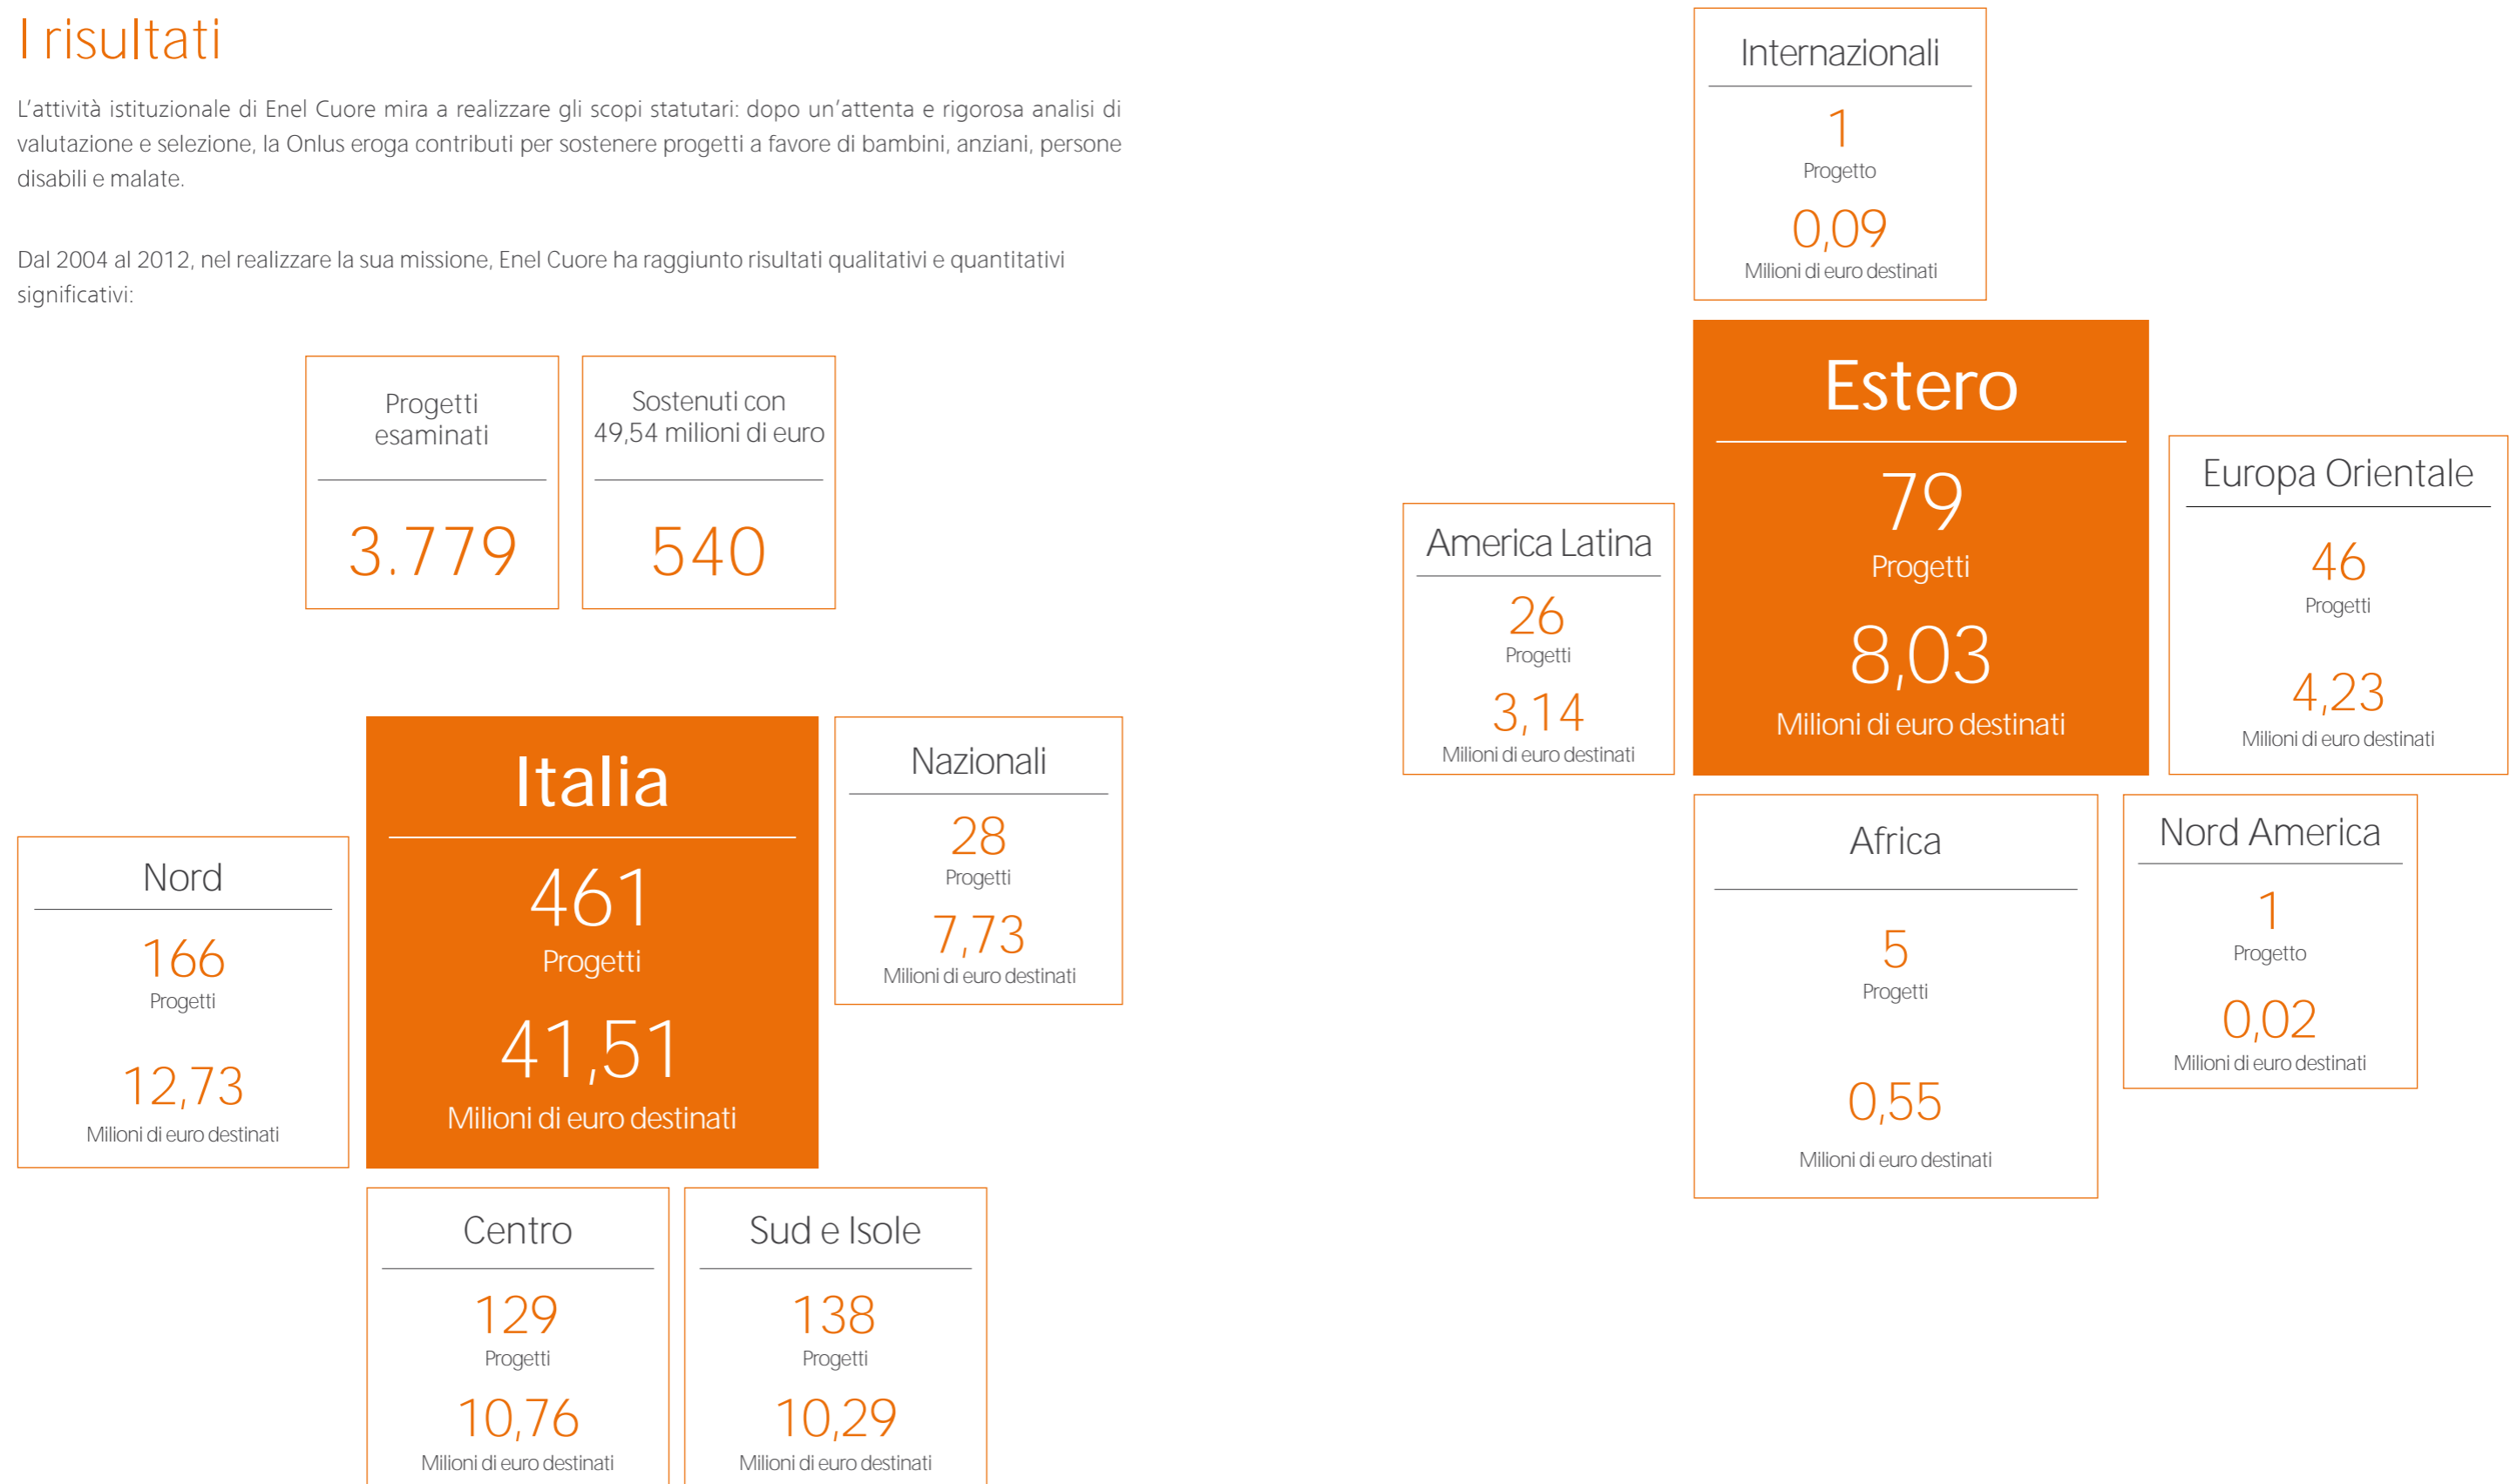 I risultati
L'attività istituzionale di Enel Cuore mira a realizzare gli scopi statutari: dopo un'attenta e rigorosa analisi di
valutazione e selezione, la Onlus eroga contributi per sostenere progetti a favore di bambini, anziani, persone
disabili e malate.
Dal 2004 al 2012, nel realizzare la sua missione, Enel Cuore ha raggiunto risultati qualitativi e quantitativi
significativi:
Progetti
esaminati
3.779
Sostenuti con
49,54 milioni di euro
540
Italia
461
Progetti
41,51
Milioni di euro destinati
Nazionali
28
Progetti
7,73
Milioni di euro destinati
Nord
166
Progetti
12,73
Milioni di euro destinati
Centro
129
Progetti
10,76
Milioni di euro destinati
Sud e Isole
138
Progetti
10,29
Milioni di euro destinati
Internazionali
1
Progetto
0,09
Milioni di euro destinati
Estero
79
Progetti
8,03
Milioni di euro destinati
America Latina
26
Progetti
3,14
Milioni di euro destinati
Europa Orientale
46
Progetti
4,23
Milioni di euro destinati
Africa
5
Progetti
0,55
Milioni di euro destinati
Nord America
1
Progetto
0,02
Milioni di euro destinati